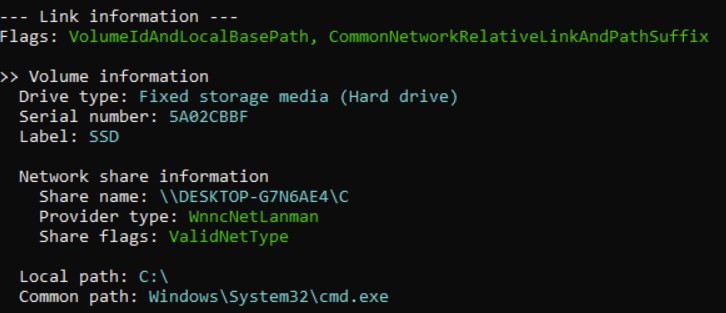 --- Link information ---
Flags: VolumeIdAndLocalBasePath, CommonNetworkRelativeLinkAndPathSuffix
>> Volume information
Drive type: Fixed storage media (Hard drive)
Serial number: 5A02CBBF
Label: SSD
Network share information
Share name: \\DESKTOP-G7N6AE4\C
Provider type: WnncNetLanman
Share flags: ValidNetType
Local path: C:\
Common path: Windows\System32\cmd.exe